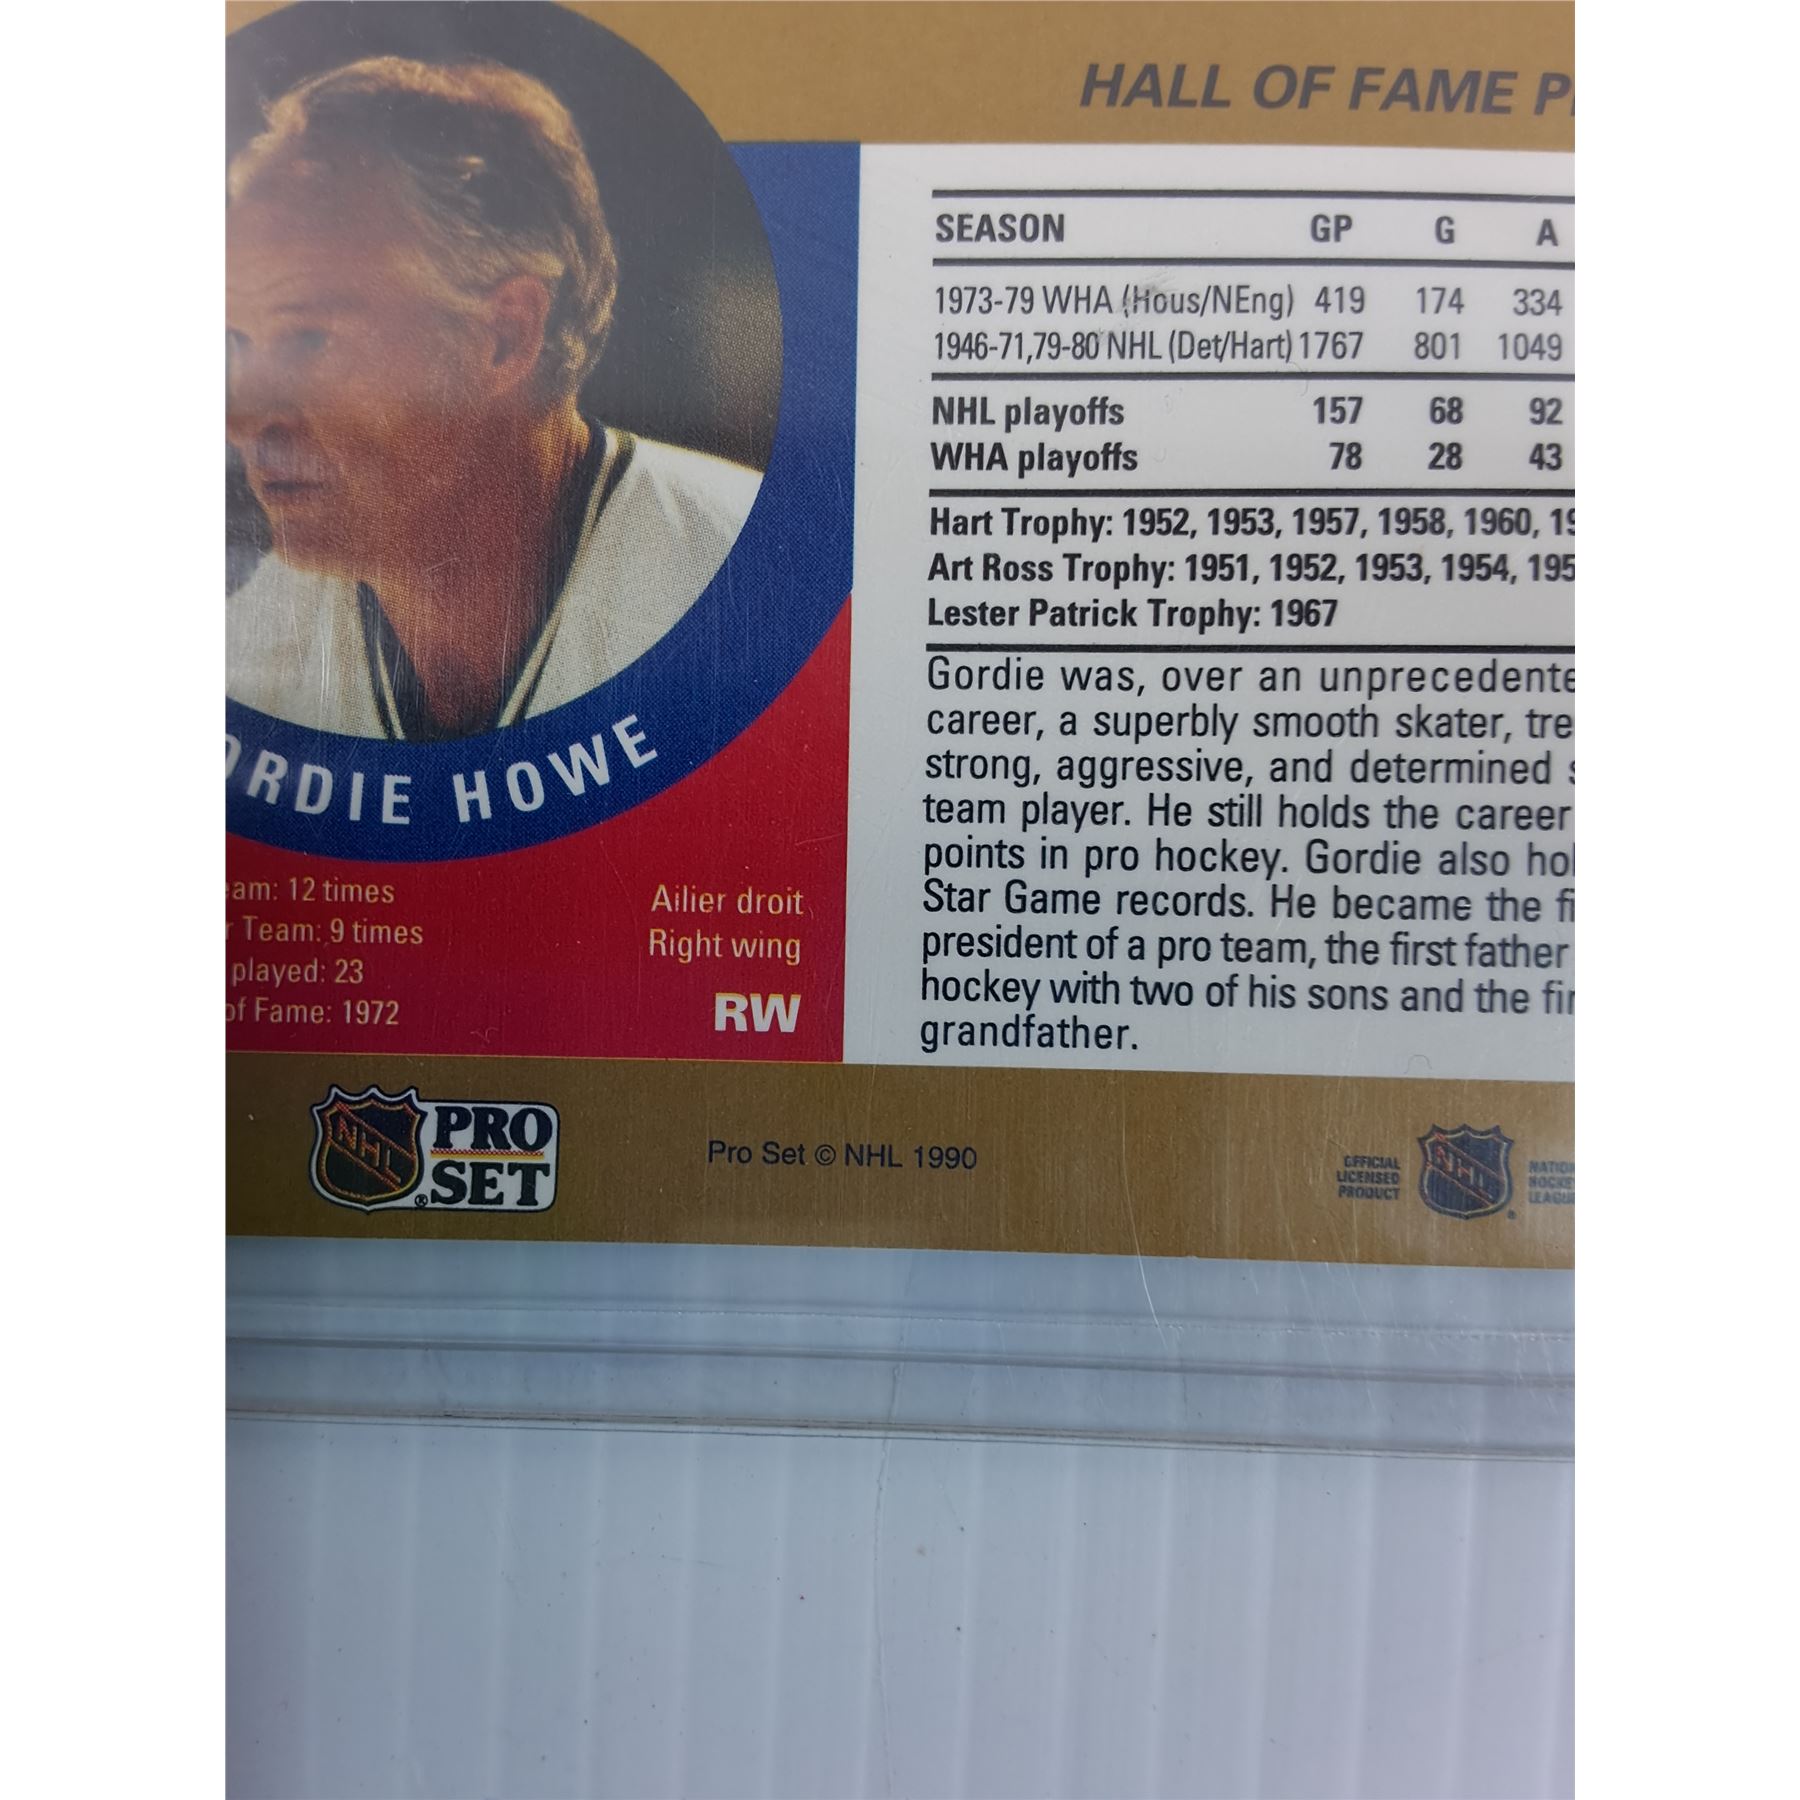 HALL OF FAME
SEASON GP G A
1973-79 WHA (Hous/NEng) 419 174 334
1946-71,79-80 NHL (Det/Hart) 1767 801 1049
NHL playoffs 157 68 92
WHA playoffs 78 28 43
Hart Trophy: 1952, 1953, 1957, 1958, 1960,
Art Ross Trophy: 1951, 1952, 1953, 1954,
Lester Patrick Trophy: 1967
Gordie was, over an
career, a superbly smooth skater,
strong, aggressive, and determined
team player. He still holds the career
points in pro hockey. Gordie also
Star Game records. He became the
president of a pro team, the first father
hockey with two of his sons and the
grandfather.
ORDIE HOWE
am: 12 times
r Team: 9 times
played: 23
of Fame: 1972
Ailier droit
Right wing
RW
NHL PRO
® SET
Pro Set © NHL 1990
OFFICIAL
LICENSED
PRODUCT
NHL ®